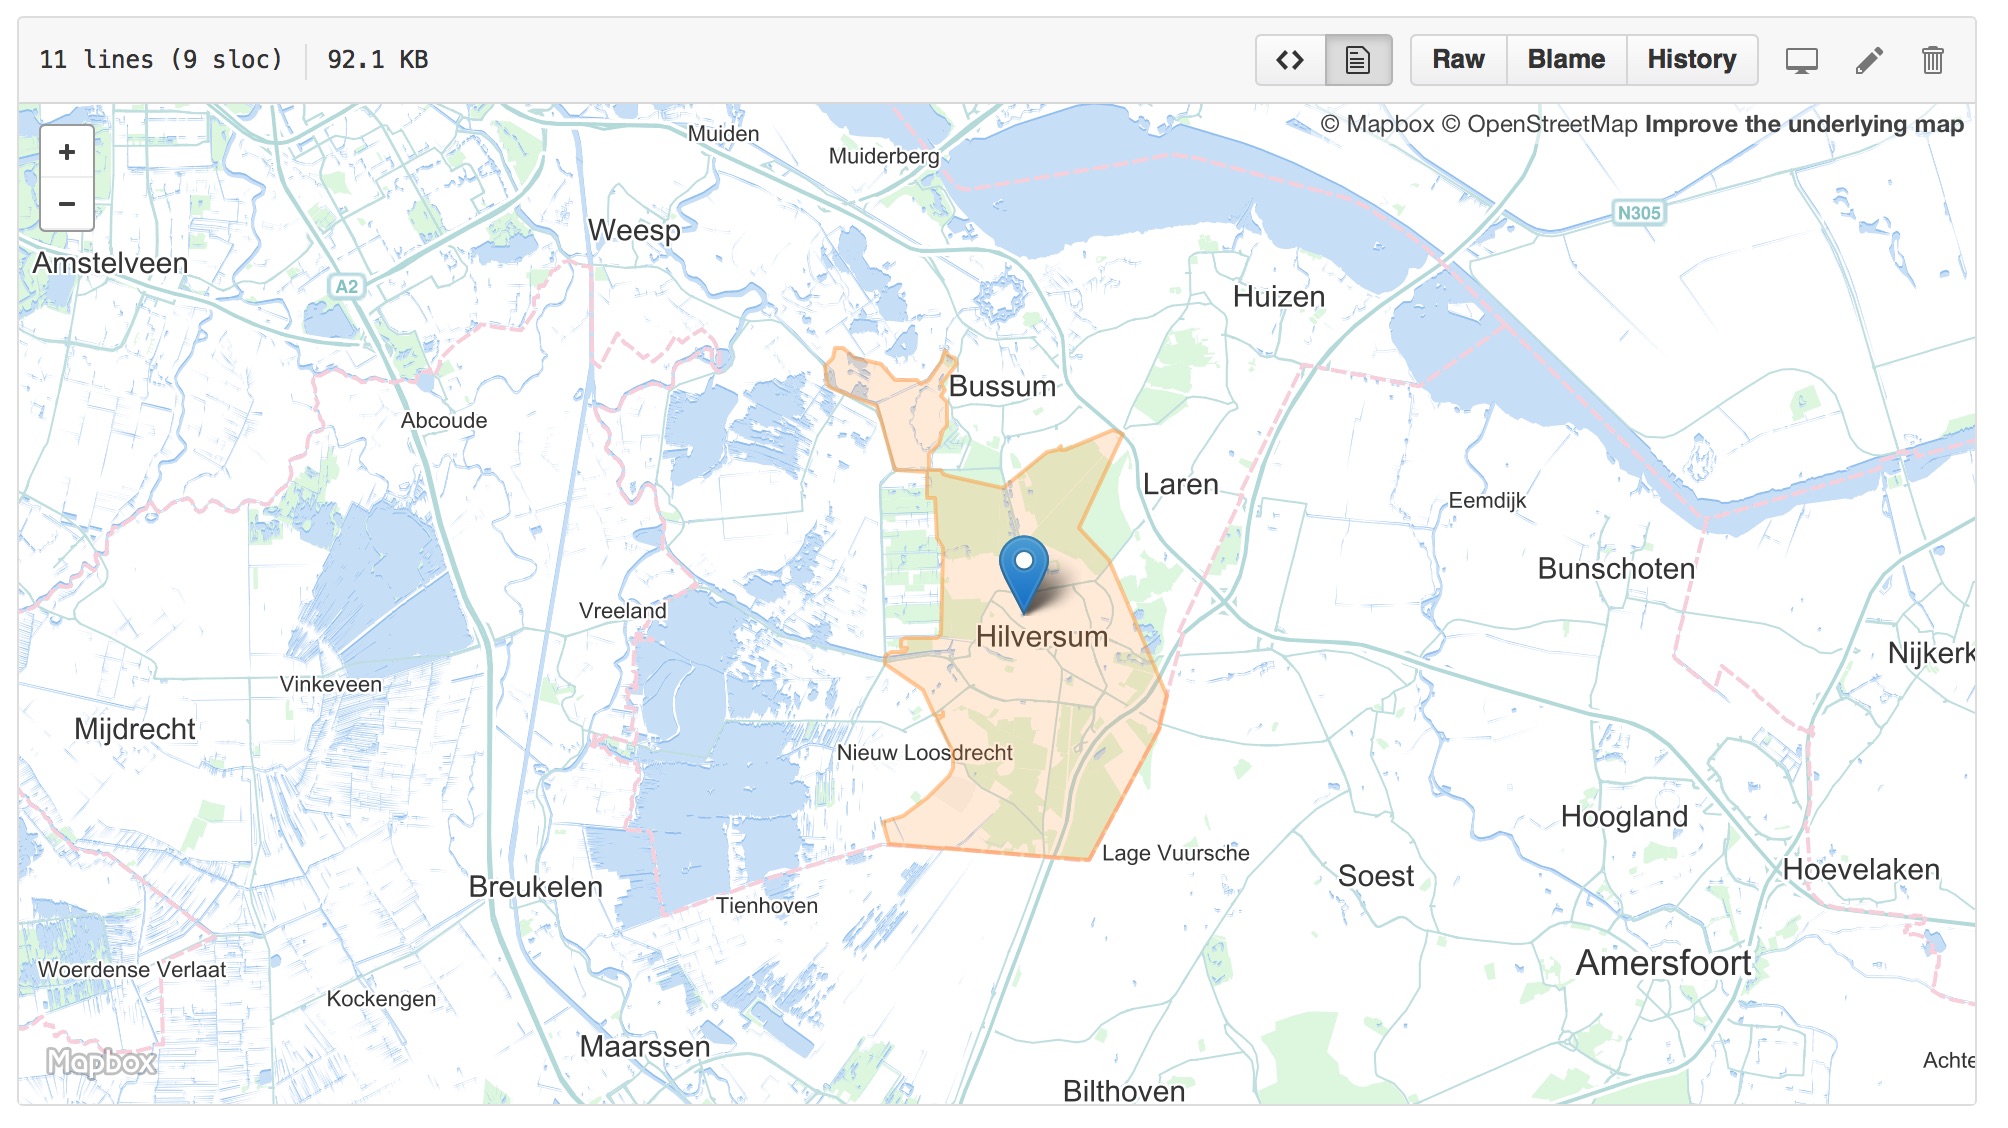 11 lines (9 sloc) 92.1 KB
Raw Blame History
© Mapbox © OpenStreetMap Improve the underlying map
+
−
Muiden
Muiderberg
N305
Weesp
Amstelveen
A2
Huizen
Bussum
Abcoude
Laren
Eemdijk
Bunschoten
Vreeland
Hilversum
Nijkerk
Vinkeveen
Mijdrecht
Nieuw Loosdrecht
Hoogland
Lage Vuursche
Hoevelaken
Soest
Breukelen
Tienhoven
Amersfoort
Woerdense Verlaat
Kockengen
Maarssen
Mapbox
Achte
Bilthoven